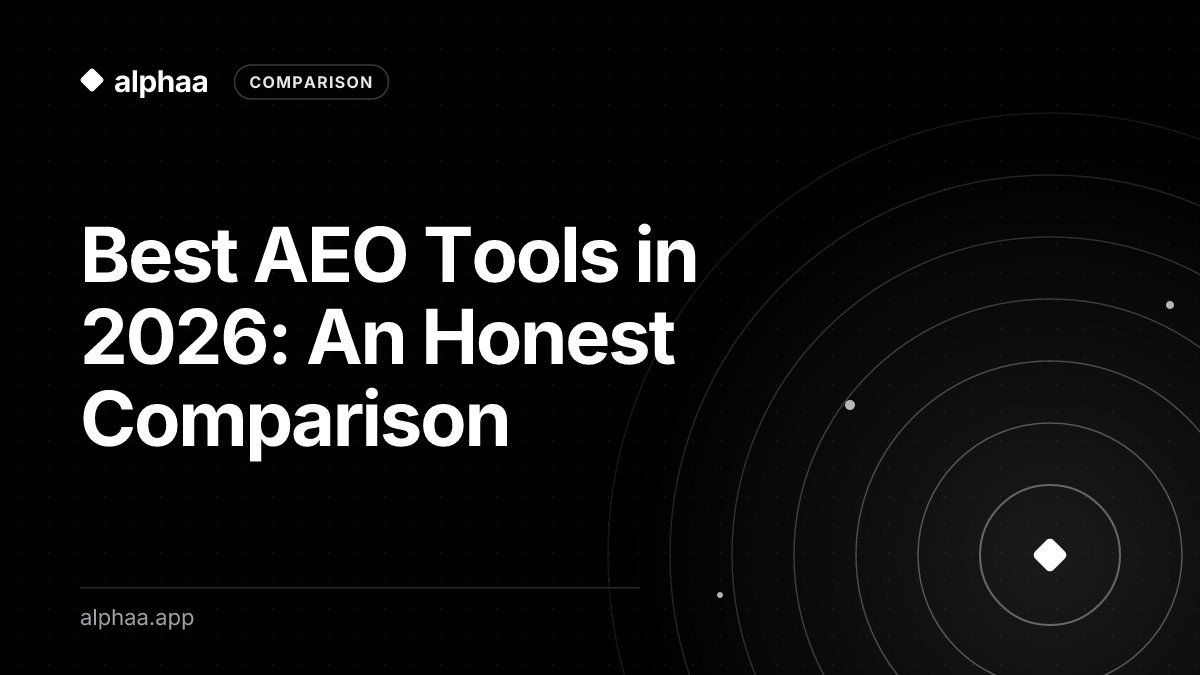 alphaa
COMPARISON
Best AEO Tools in
2026: An Honest
Comparison
alphaa.app